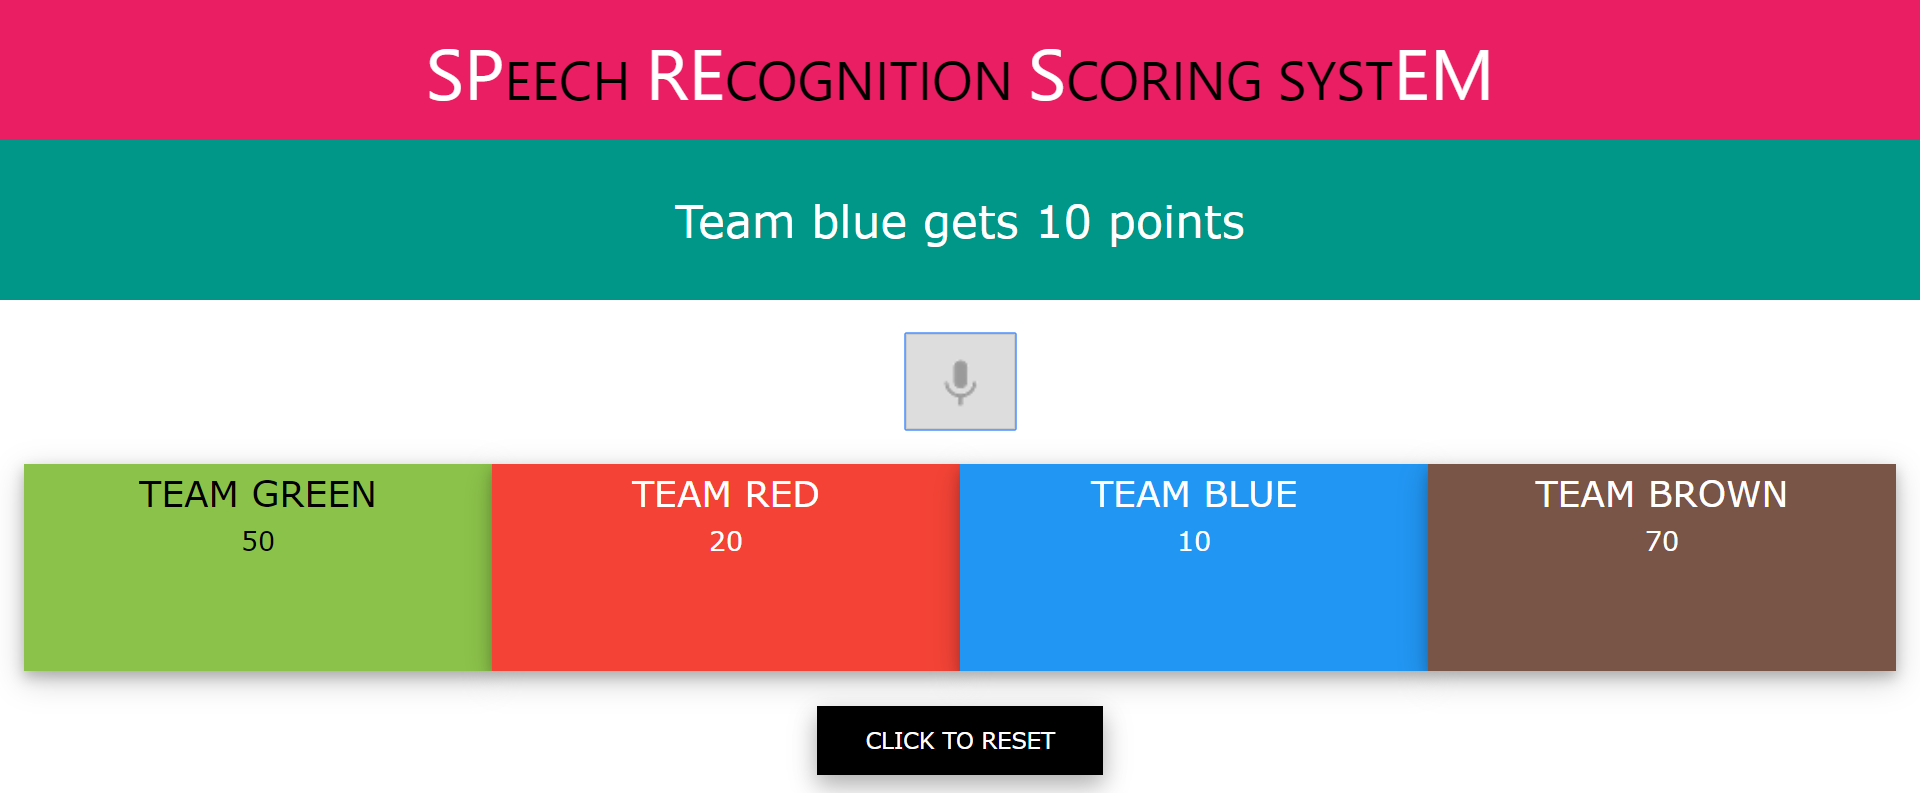 SPEECH RECOGNITION SCORING SYSTEM
Team blue gets 10 points
TEAM GREEN
50
TEAM RED
20
TEAM BLUE
10
TEAM BROWN
70
CLICK TO RESET